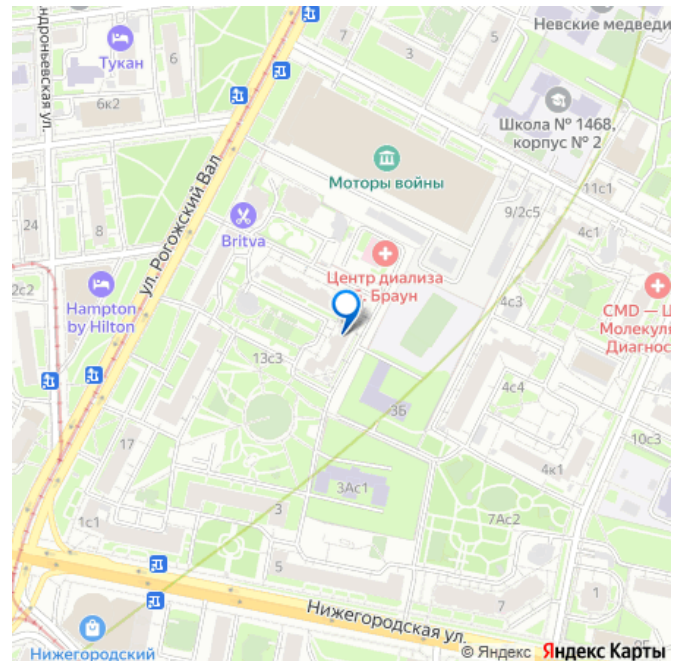 Невские медведи
7
5
3
Тукан
6
6к2
Школа № 1468,
корпус № 2
Моторы войны
11с1
24
8
ул. Рогожский Вал
Britva
9/2с5
4с1
Центр диализа
Браун
2с2
Hampton
by Hilton
4с3
CMD —
Диагнос
13с3
3Б
4с4
17
10с3
3Ас1
4к1
3
7Ас2
1с1
5
1
7
Нижегородская ул.
Нижегородский
© Яндекс Яндекс Карты